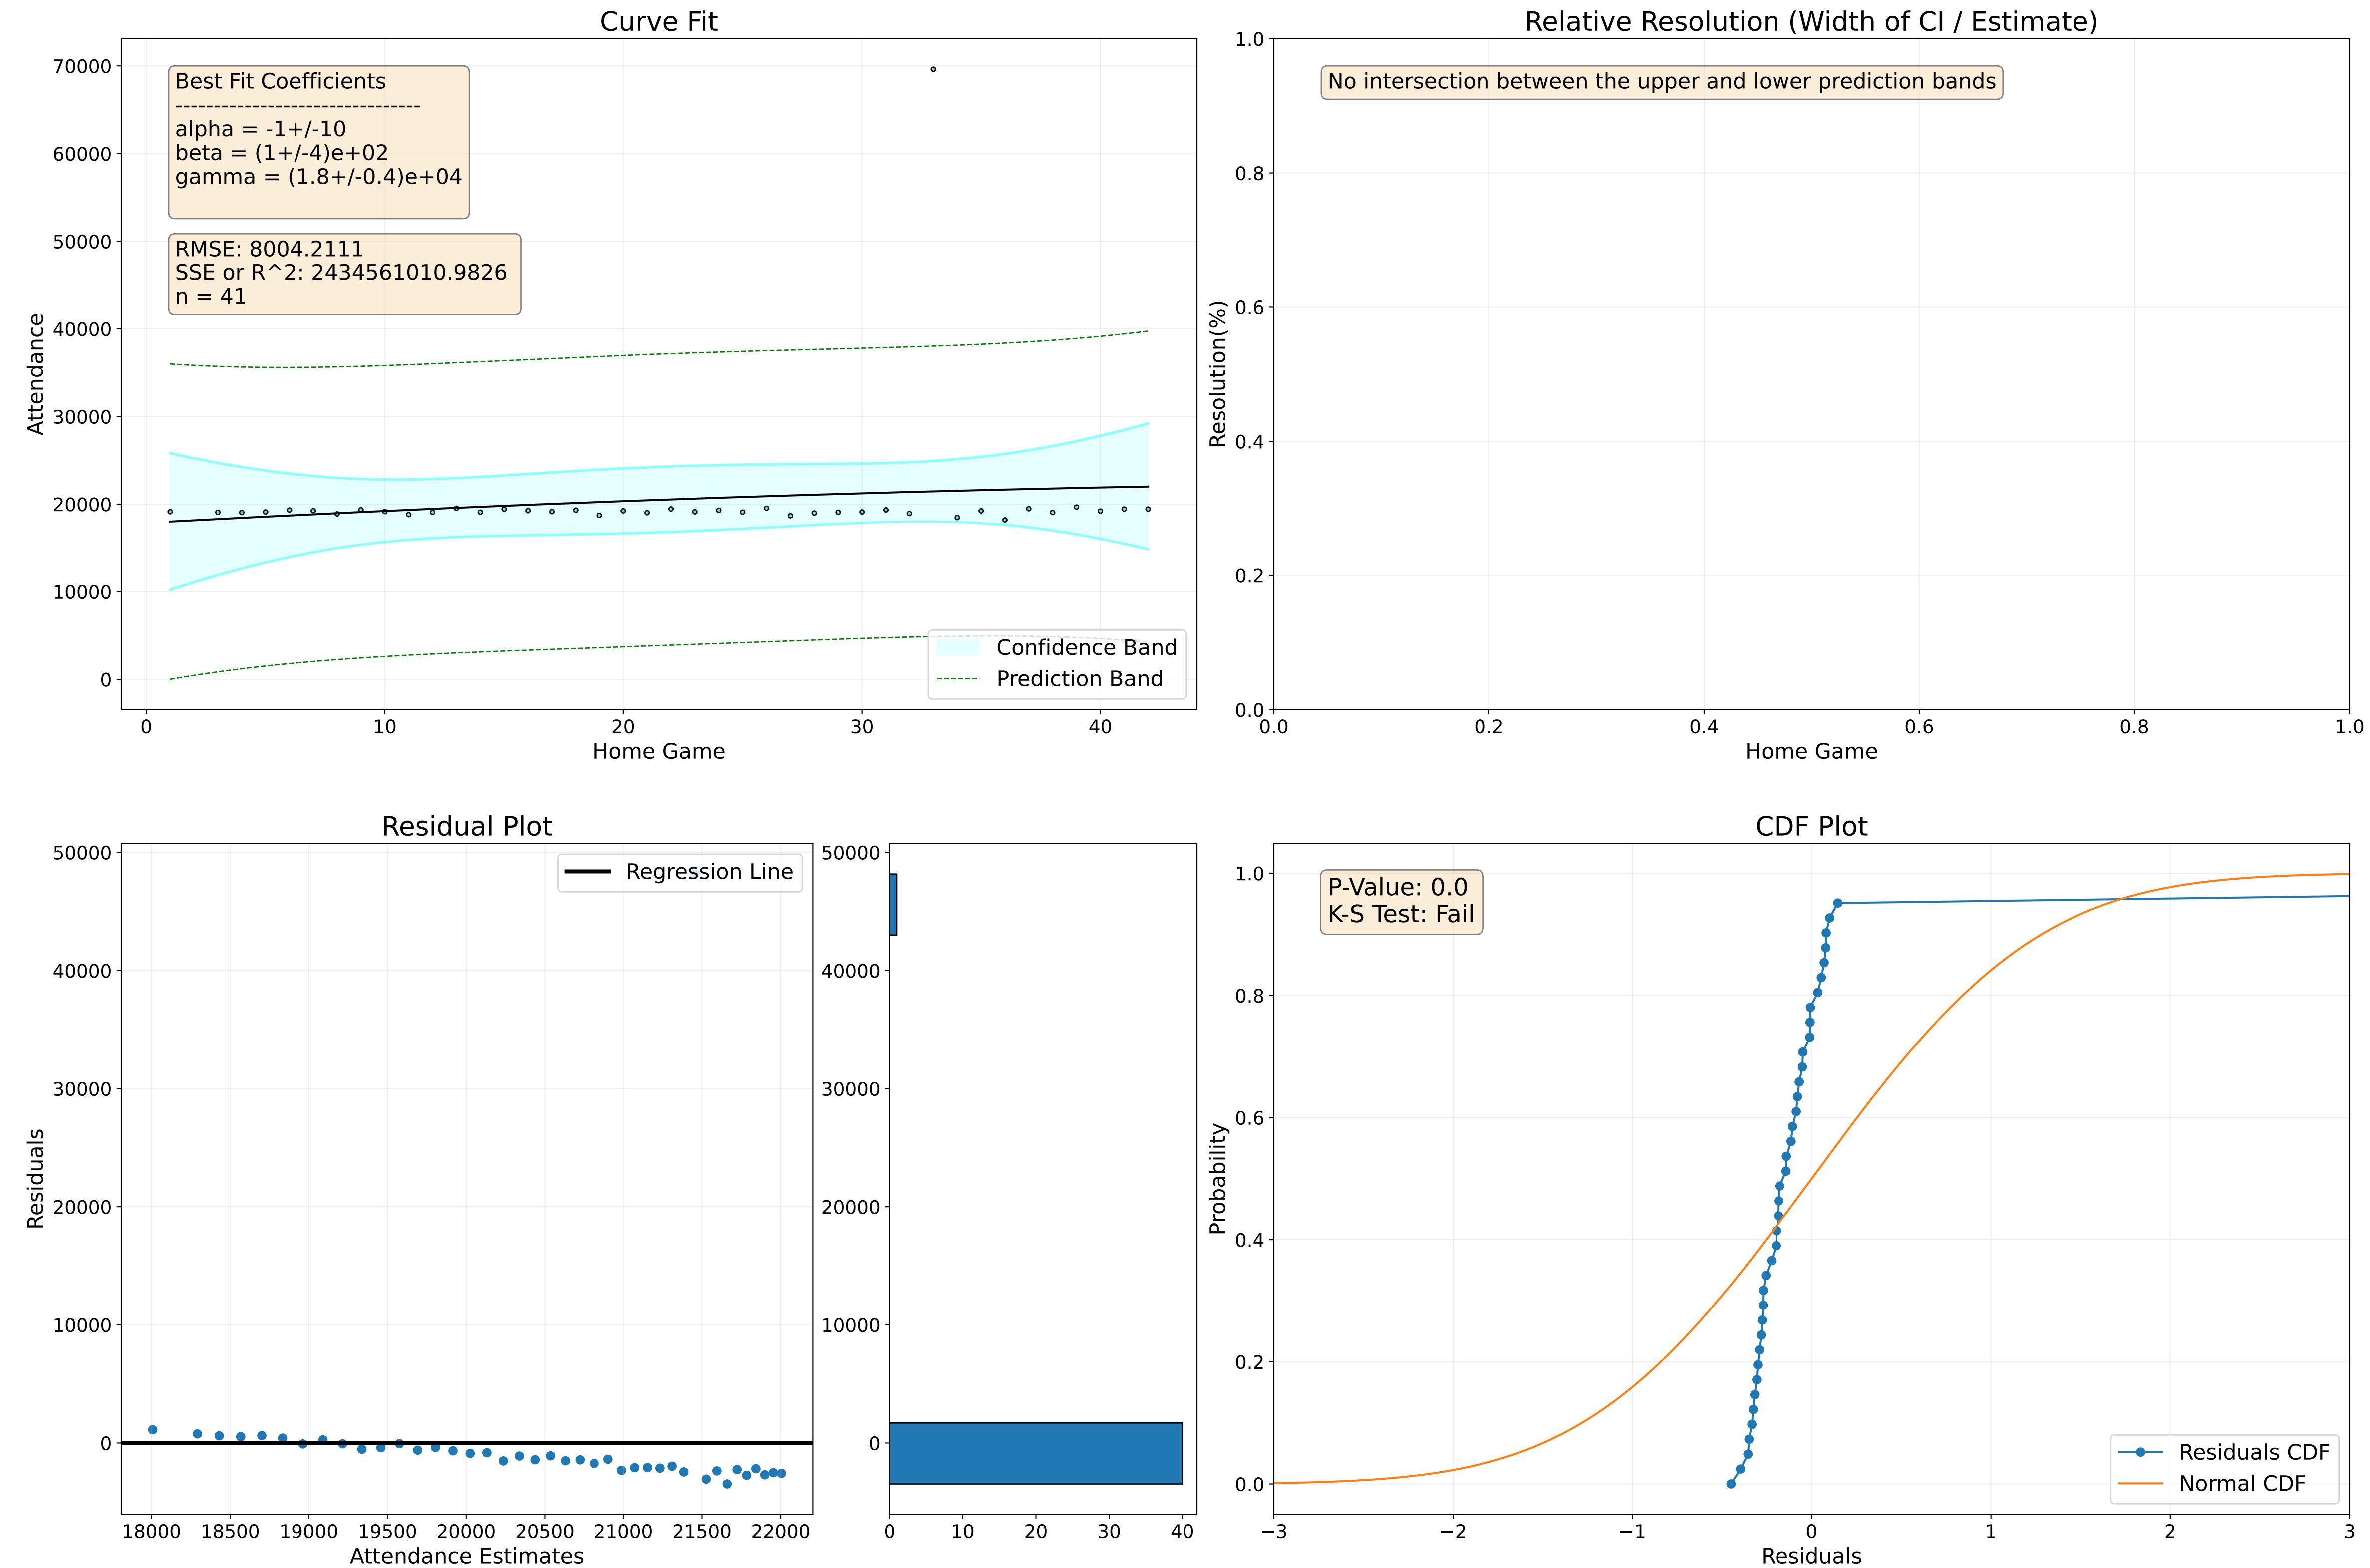 Curve Fit
70000
60000
50000
40000
30000
20000
10000
0
Attendance
Best Fit Coefficients
--------------------------------
alpha = -1+/-10
beta = (1+/-4)e+02
gamma = (1.8+/-0.4)e+04
RMSE: 8004.2111
SSE or R^2: 2434561010.9826
n = 41
Confidence Band
Prediction Band
0 10 20 30 40
Home Game
Relative Resolution (Width of CI / Estimate)
1.0
0.8
0.6
0.4
0.2
0.0
Resolution(%)
No intersection between the upper and lower prediction bands
0.0 0.2 0.4 0.6 0.8 1.0
Home Game
Residual Plot
50000
40000
30000
20000
10000
0
Residuals
Regression Line
18000 18500 19000 19500 20000 20500 21000 21500 22000
Attendance Estimates
50000
40000
30000
20000
10000
0
0 10 20 30 40
CDF Plot
1.0
0.8
0.6
0.4
0.2
0.0
Probability
P-Value: 0.0
K-S Test: Fail
Residuals CDF
Normal CDF
−3 −2 −1 0 1 2 3
Residuals